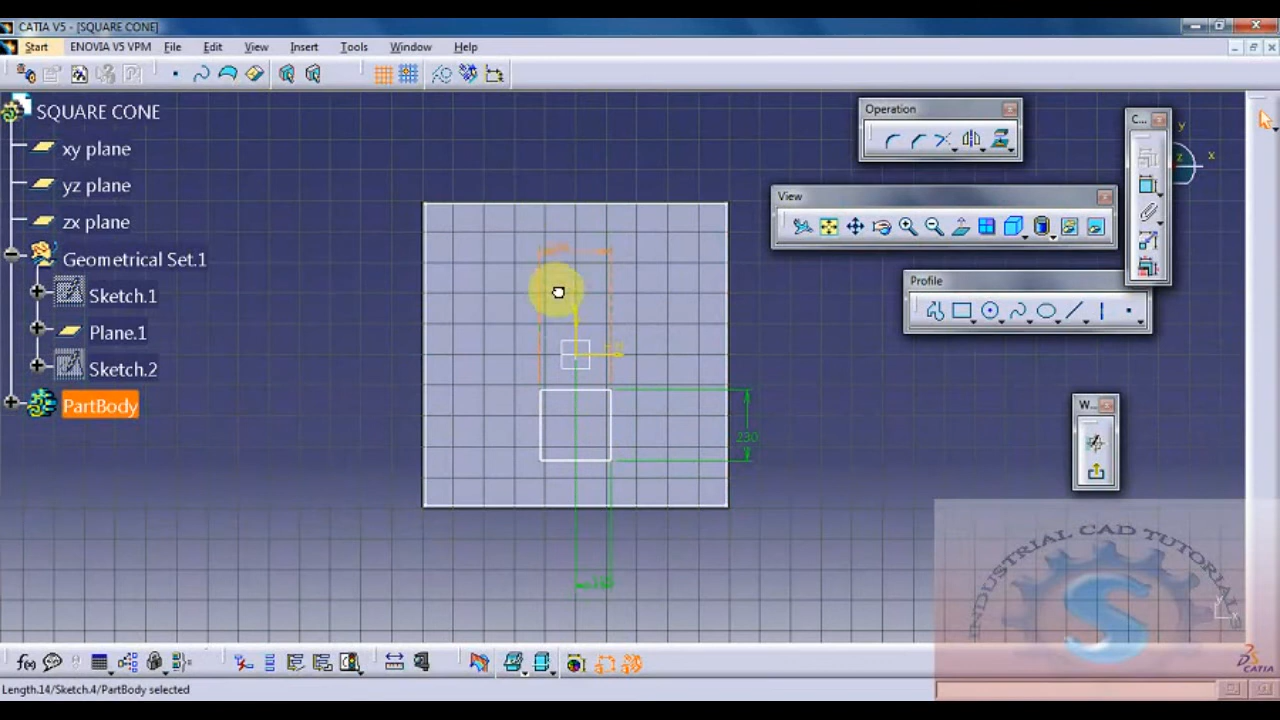 CATIA V5 - [SQUARE CONE]
Start ENOVIA V5 VPM File Edit View Insert Tools Window Help
SQUARE CONE
xy plane
yz plane
zx plane
Geometrical Set.1
Sketch.1
Plane.1
Sketch.2
PartBody
Operation
C...
y
x
z
View
Profile
W...
230
INDUSTRIAL CAD TUTORIALS
S
f(x)
CATIA
Length.14/Sketch.4/PartBody selected